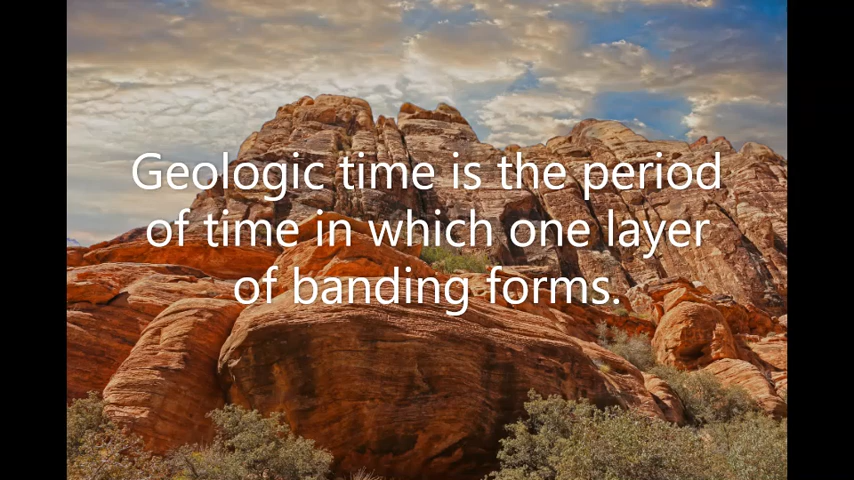 Geologic time is the period
of time in which one layer
of banding forms.